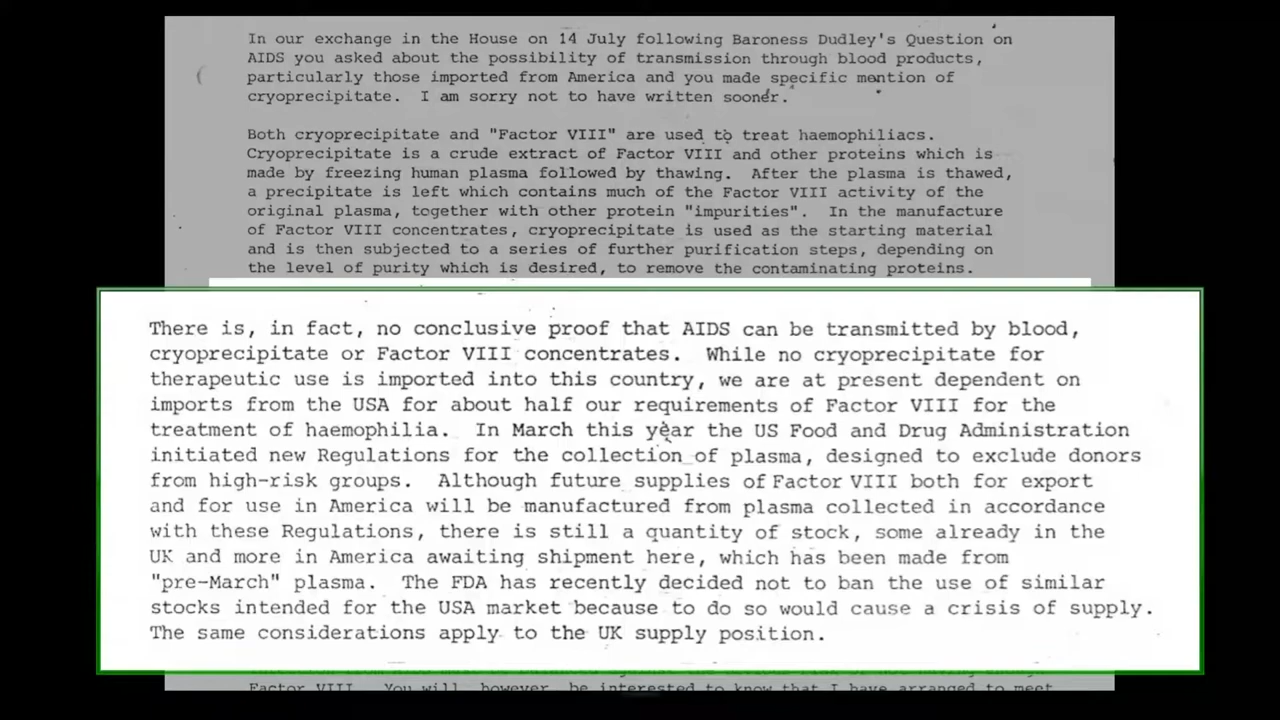 In our exchange in the House on 14 July following Baroness Dudley's Question on
AIDS you asked about the possibility of transmission through blood products,
particularly those imported from America and you made specific mention of
cryoprecipitate. I am sorry not to have written sooner.
Both cryoprecipitate and "Factor VIII" are used to treat haemophiliacs.
Cryoprecipitate is a crude extract of Factor VIII and other proteins which is
made by freezing human plasma followed by thawing. After the plasma is thawed,
a precipitate is left which contains much of the Factor VIII activity of the
original plasma, together with other protein "impurities". In the manufacture
of Factor VIII concentrates, cryoprecipitate is used as the starting material
and is then subjected to a series of further purification steps, depending on
the level of purity which is desired, to remove the contaminating proteins.
There is, in fact, no conclusive proof that AIDS can be transmitted by blood,
cryoprecipitate or Factor VIII concentrates. While no cryoprecipitate for
therapeutic use is imported into this country, we are at present dependent on
imports from the USA for about half our requirements of Factor VIII for the
treatment of haemophilia. In March this year the US Food and Drug Administration
initiated new Regulations for the collection of plasma, designed to exclude donors
from high-risk groups. Although future supplies of Factor VIII both for export
and for use in America will be manufactured from plasma collected in accordance
with these Regulations, there is still a quantity of stock, some already in the
UK and more in America awaiting shipment here, which has been made from
"pre-March" plasma. The FDA has recently decided not to ban the use of similar
stocks intended for the USA market because to do so would cause a crisis of supply.
The same considerations apply to the UK supply position.
Factor VIII. You will, however, be interested to know that I have arranged to meet